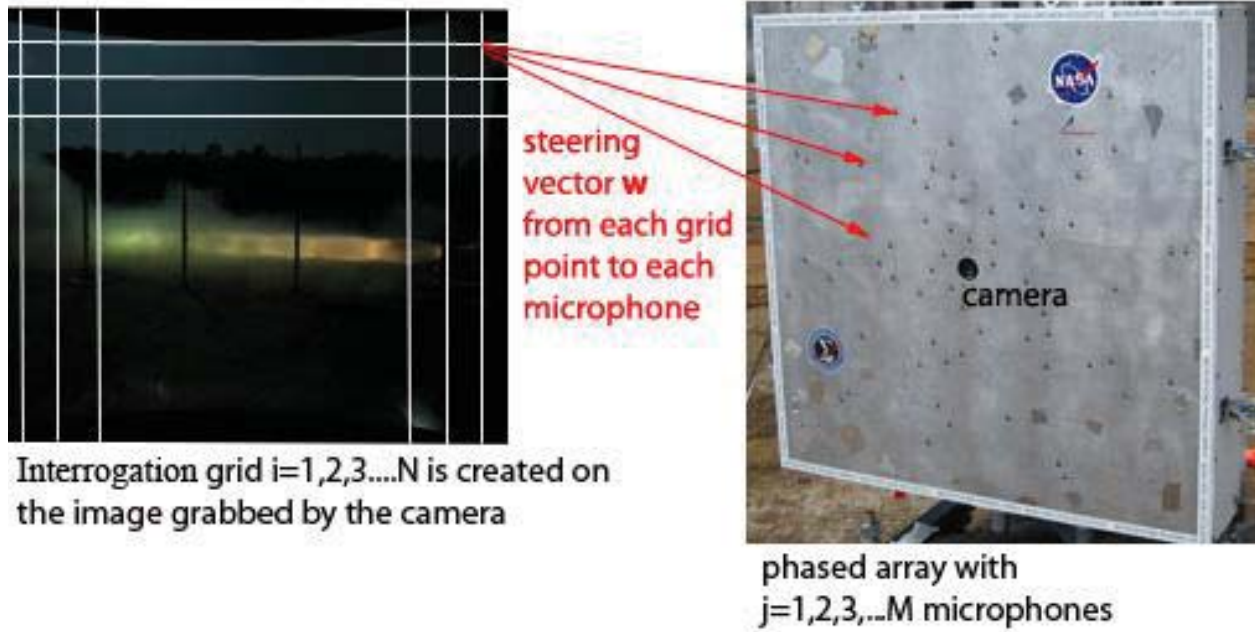 steering
vector w
from each grid
point to each
microphone
NASA
camera
Interrogation grid i=1,2,3....N is created on
the image grabbed by the camera
phased array with
j=1,2,3,...M microphones